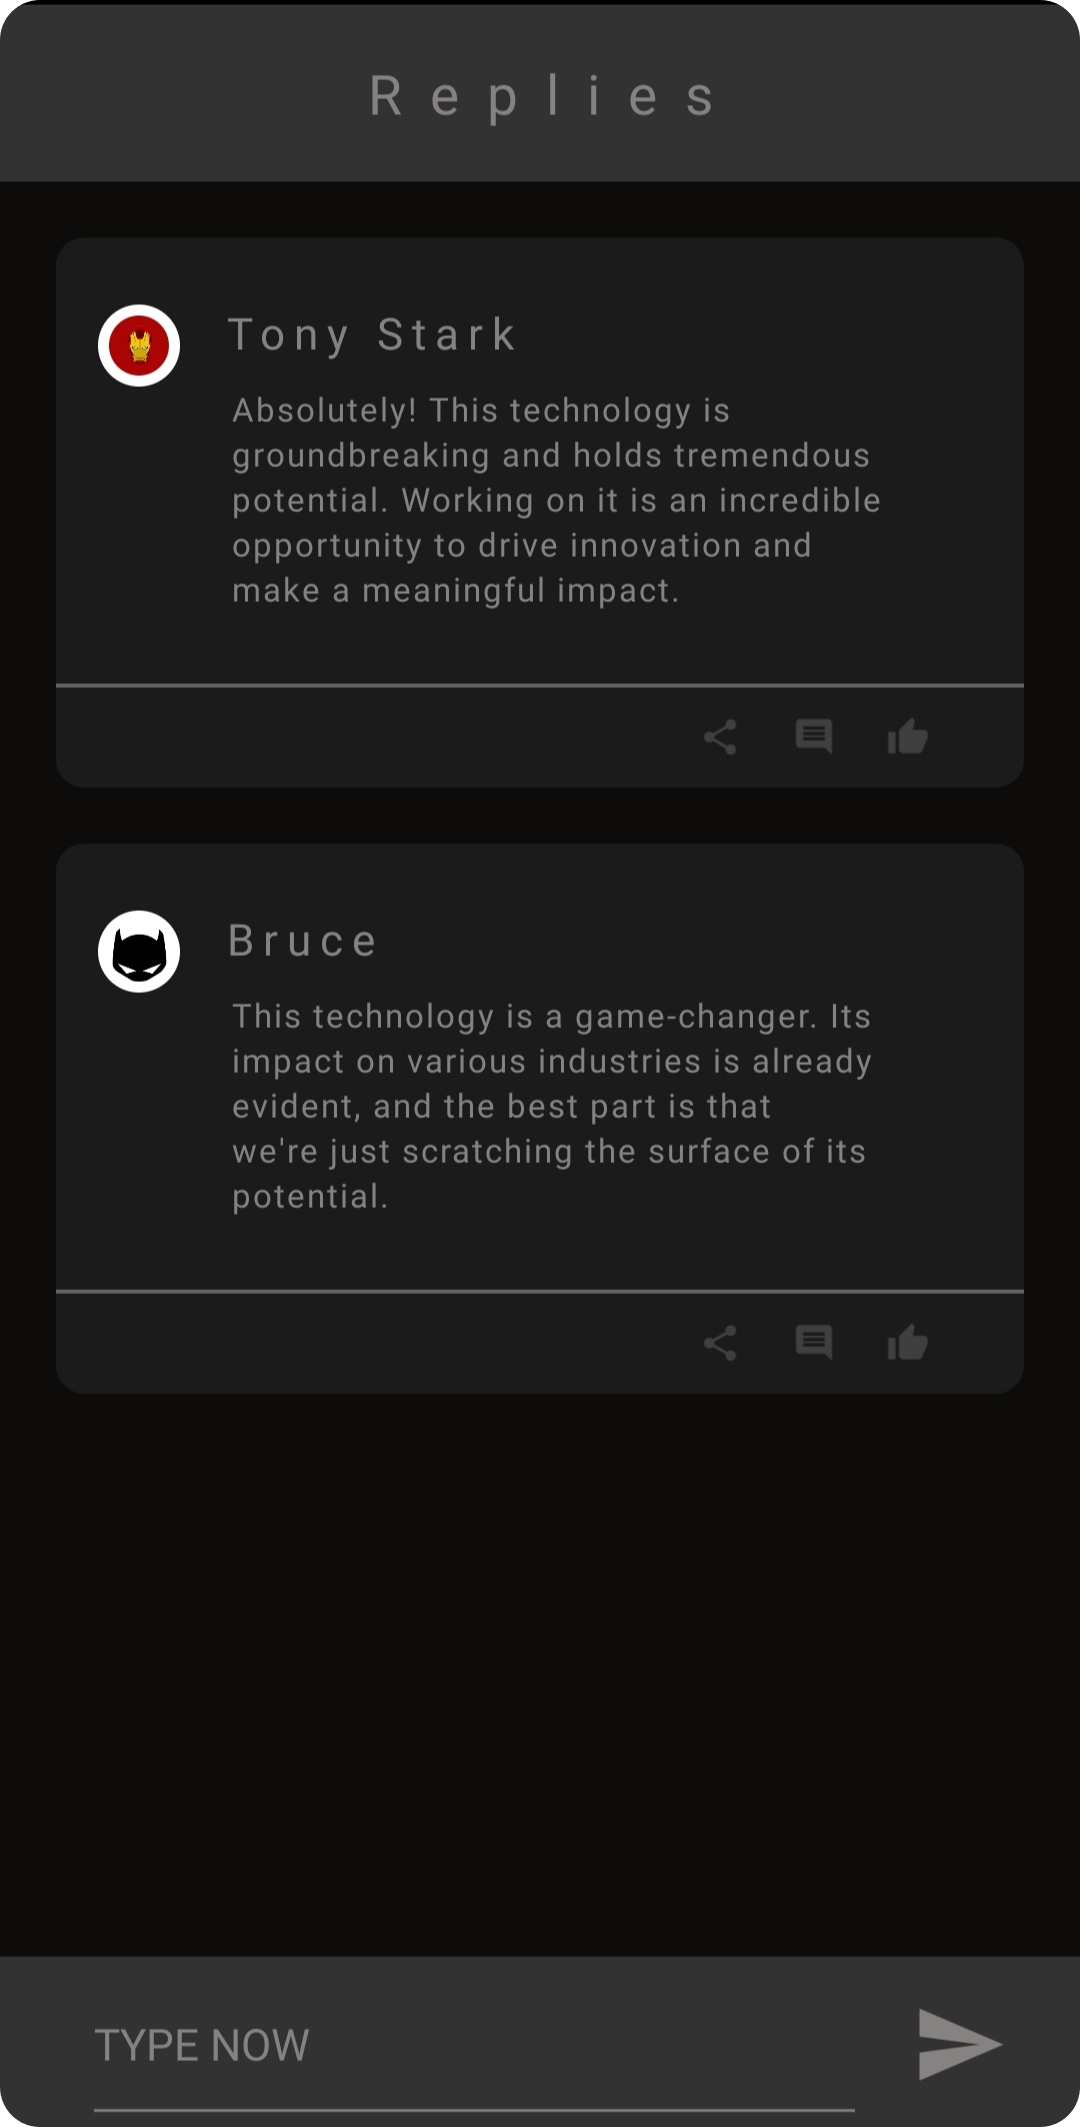 Replies
Tony Stark
Absolutely! This technology is
groundbreaking and holds tremendous
potential. Working on it is an incredible
opportunity to drive innovation and
make a meaningful impact.
Bruce
This technology is a game-changer. Its
impact on various industries is already
evident, and the best part is that
we're just scratching the surface of its
potential.
TYPE NOW